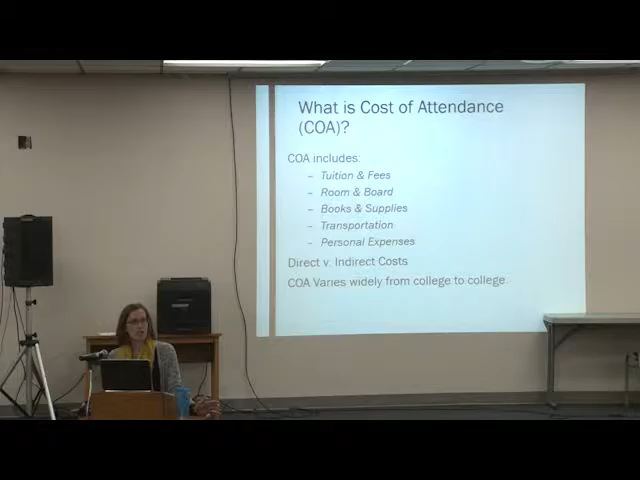 What is Cost of Attendance
(COA)?
COA includes:
– Tuition & Fees
– Room & Board
– Books & Supplies
– Transportation
– Personal Expenses
Direct v. Indirect Costs
COA Varies widely from college to college.